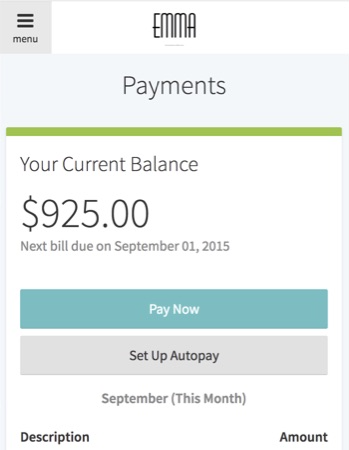 menu
EMMA
Payments
Your Current Balance
$925.00
Next bill due on September 01, 2015
Pay Now
Set Up Autopay
September (This Month)
Description Amount